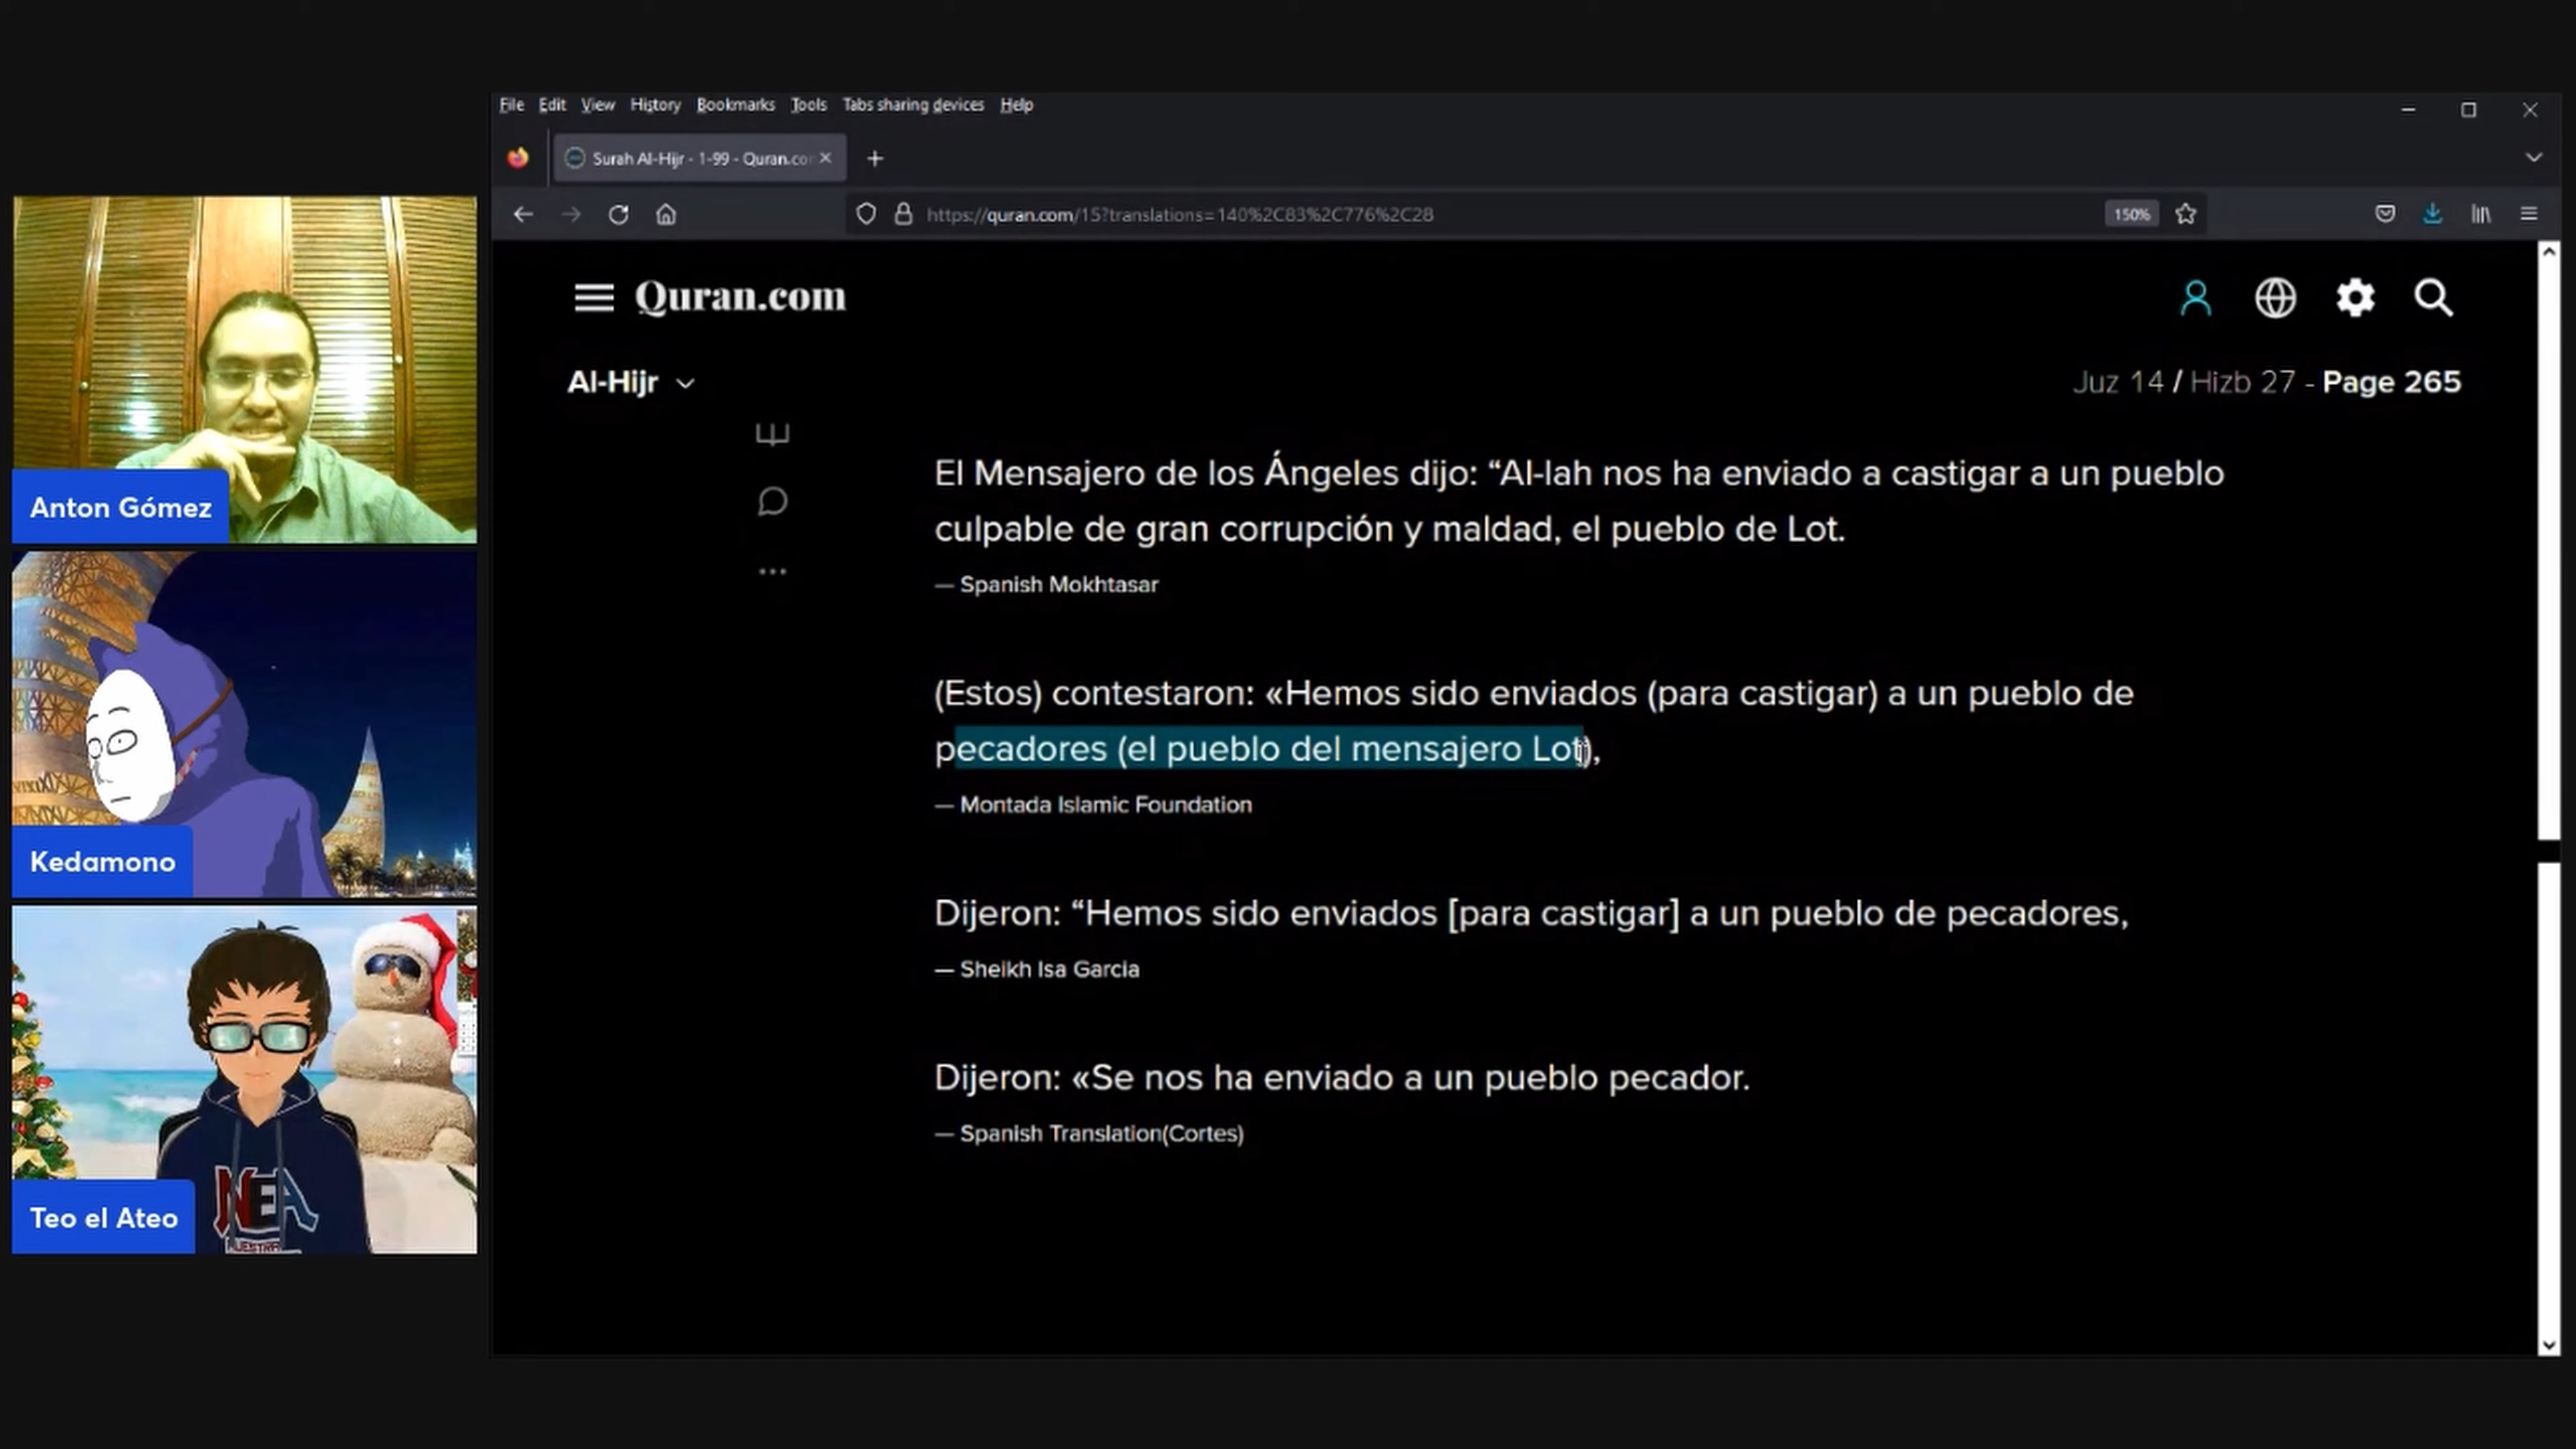 File Edit View History Bookmarks Tools Tabs sharing devices Help
Surah Al-Hijr - 1-99 - Quran.co
https://quran.com/15?translations=140%2C83%2C776%2C28
150%
Quran.com
Al-Hijr
Juz 14 / Hizb 27 - Page 265
El Mensajero de los Ángeles dijo: “Al-lah nos ha enviado a castigar a un pueblo
culpable de gran corrupción y maldad, el pueblo de Lot.
— Spanish Mokhtasar
(Estos) contestaron: «Hemos sido enviados (para castigar) a un pueblo de
pecadores (el pueblo del mensajero Lot),
— Montada Islamic Foundation
Dijeron: “Hemos sido enviados [para castigar] a un pueblo de pecadores,
— Sheikh Isa Garcia
Dijeron: «Se nos ha enviado a un pueblo pecador.
— Spanish Translation(Cortes)
Anton Gómez
Kedamono
Teo el Ateo
NEA